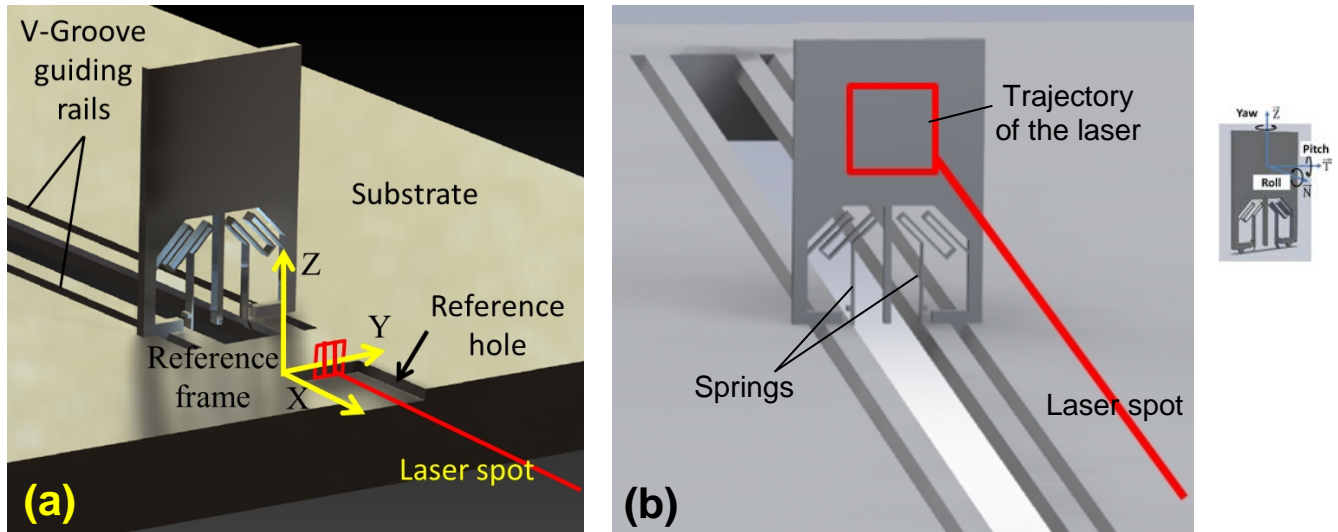 V-Groove
guiding
rails
Substrate
Z
Y
Reference
hole
Reference
frame
X
Laser spot
(a)
Trajectory
of the laser
Springs
Laser spot
(b)
Yaw
Z
Pitch
T
Roll
N